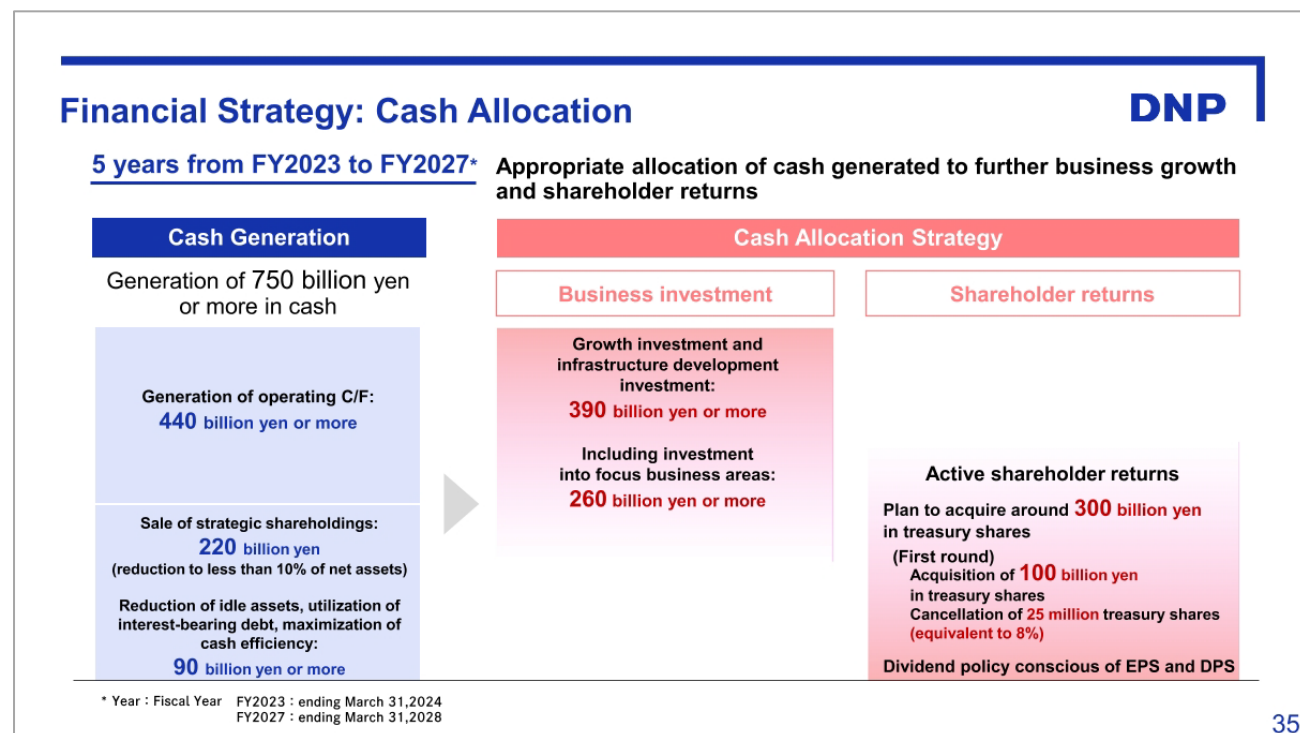 Financial Strategy: Cash Allocation
DNP
5 years from FY2023 to FY2027*
Appropriate allocation of cash generated to further business growth
and shareholder returns
Cash Generation
Generation of 750 billion yen
or more in cash
Generation of operating C/F:
440 billion yen or more
Sale of strategic shareholdings:
220 billion yen
(reduction to less than 10% of net assets)
Reduction of idle assets, utilization of
interest-bearing debt, maximization of
cash efficiency:
90 billion yen or more
Cash Allocation Strategy
Business investment
Growth investment and
infrastructure development
investment:
390 billion yen or more
Including investment
into focus business areas:
260 billion yen or more
Shareholder returns
Active shareholder returns
Plan to acquire around 300 billion yen
in treasury shares
(First round)
Acquisition of 100 billion yen
in treasury shares
Cancellation of 25 million treasury shares
(equivalent to 8%)
Dividend policy conscious of EPS and DPS
* Year：Fiscal Year FY2023：ending March 31,2024
FY2027：ending March 31,2028
35